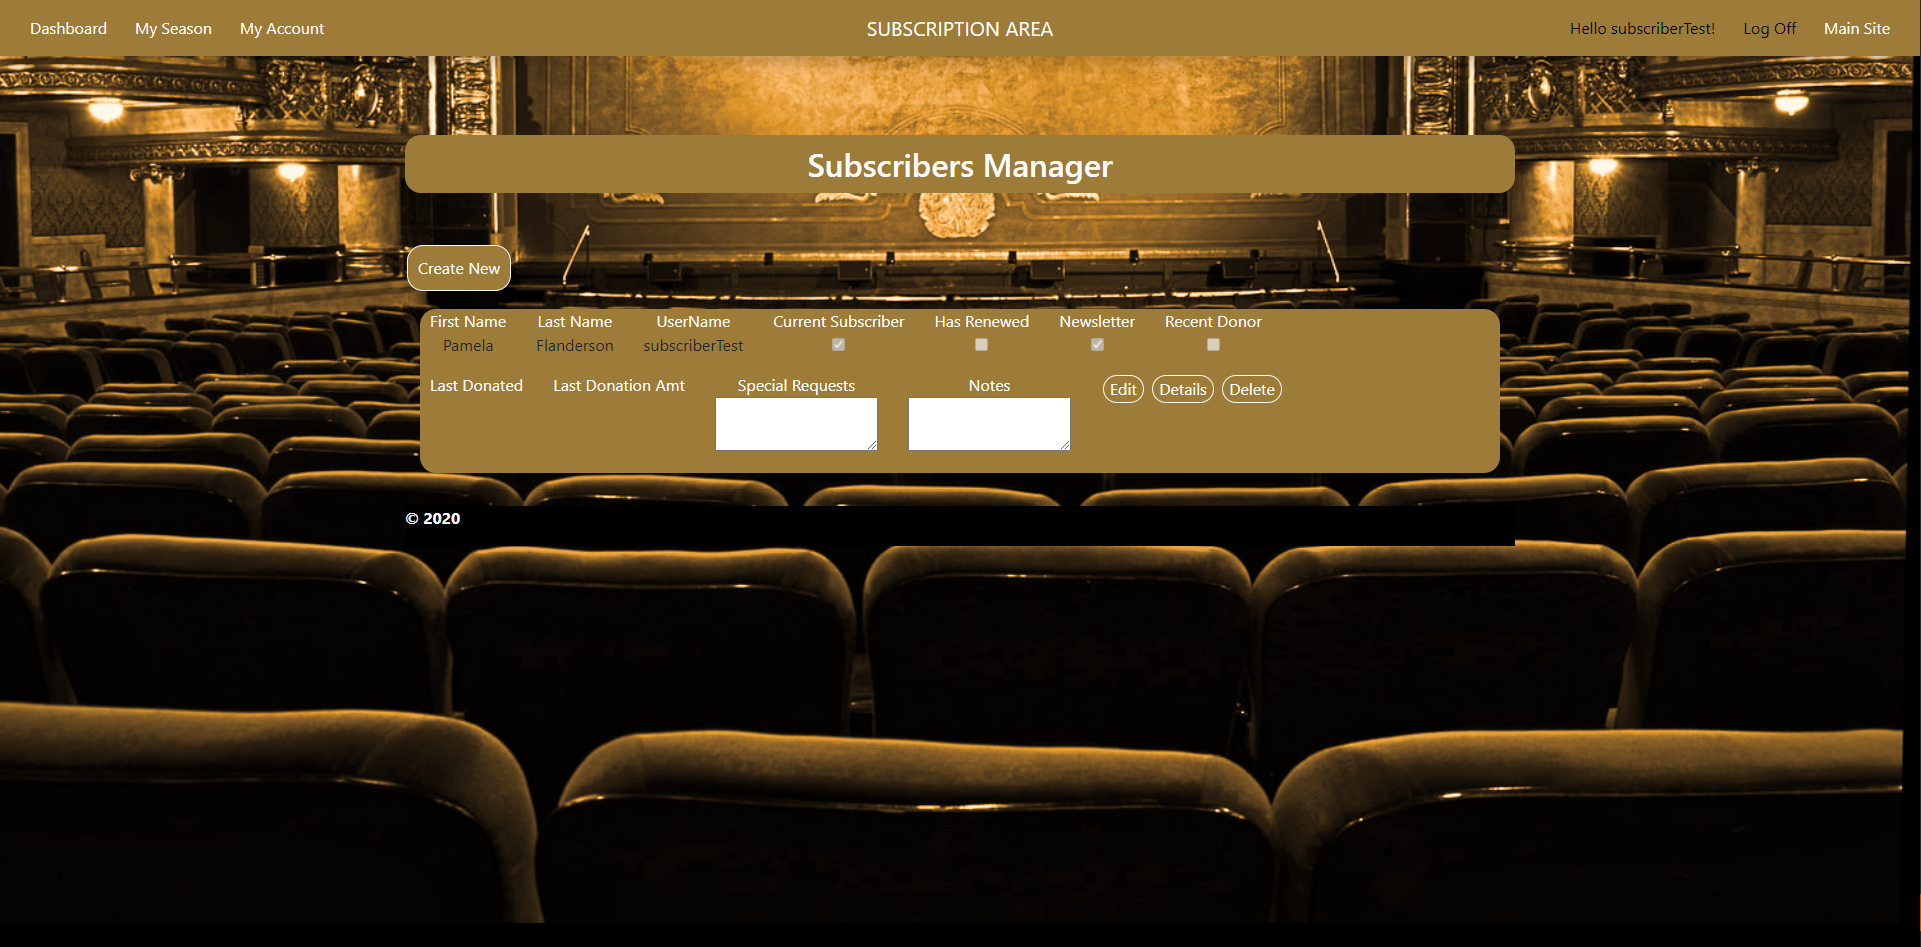 Dashboard My Season My Account SUBSCRIPTION AREA Hello subscriberTest! Log Off Main Site
Subscribers Manager
Create New
First Name Last Name UserName Current Subscriber Has Renewed Newsletter Recent Donor
Pamela Flanderson subscriberTest
Last Donated Last Donation Amt Special Requests Notes Edit Details Delete
© 2020